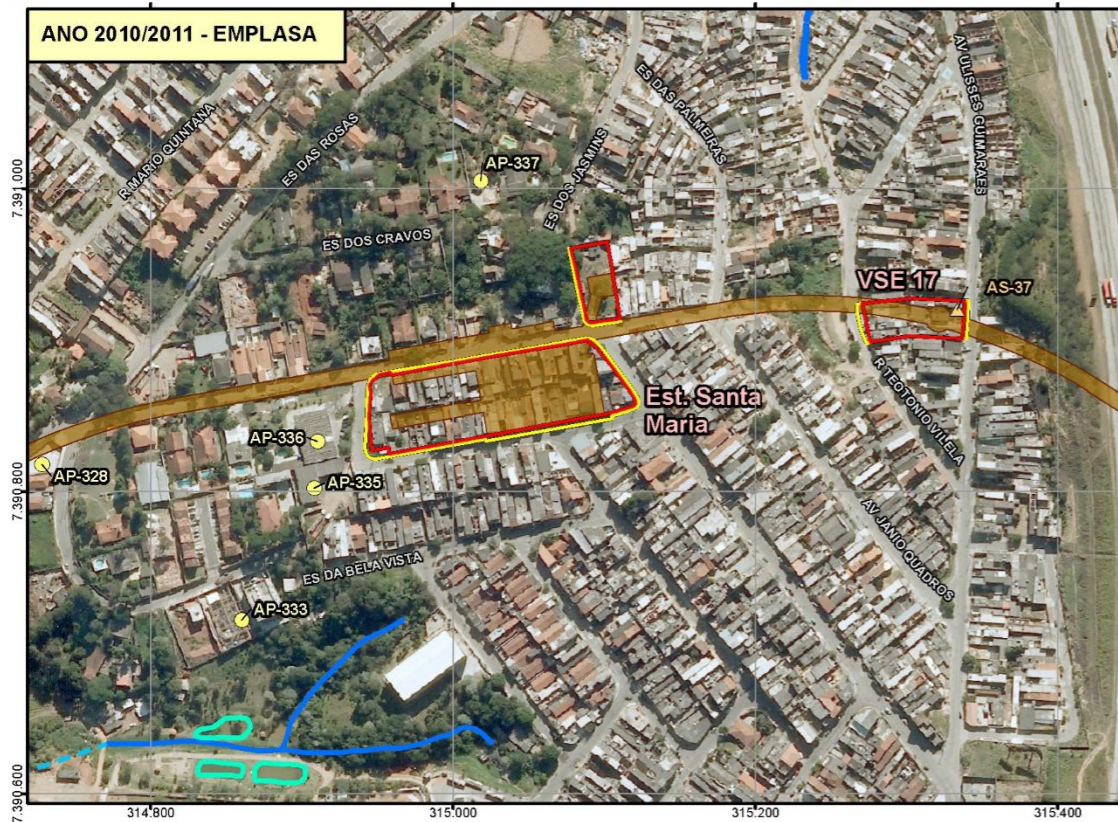 ANO 2010/2011 - EMPLASA
R MARIO QUINTANA
ES DAS ROSAS
ES DOS CRAVOS
AP-337
ES DOS JASMINS
ES DAS PALMEIRAS
AV ULISSES GUIMARAES
7.391.000
VSE 17
AS-37
Est. Santa
Maria
R TEOTONIO VILELA
AP-336
AP-328
AP-335
7.390.800
AV JANIO QUADROS
ES DA BELA VISTA
AP-333
7.390.600
314.800
315.000
315.200
315.400